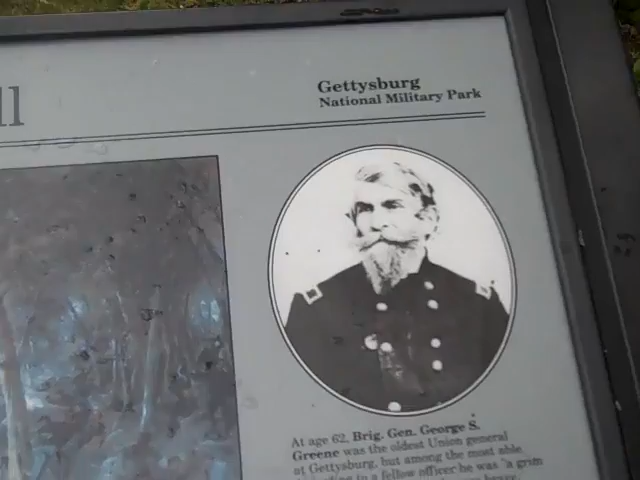 ll
Gettysburg
National Military Park
At age 62, Brig. Gen. George S.
Greene was the oldest Union general
at Gettysburg, but among the most able.
to a fellow officer he was "a grim